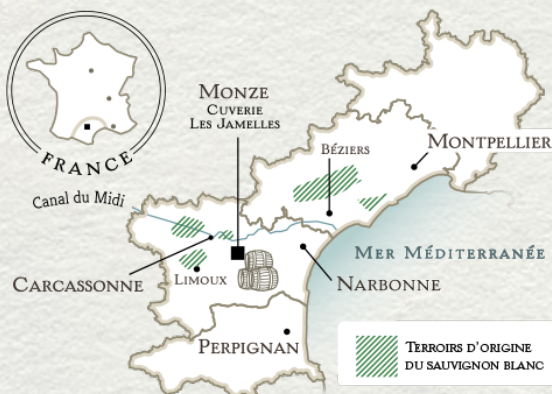 FRANCE
MONZE
CUVERIE
LES JAMELLES
BÉZIERS
MONTPELLIER
Canal du Midi
MER MÉDITERRANÉE
CARCASSONNE
LIMOUX
NARBONNE
PERPIGNAN
TERROIRS D'ORIGINE
DU SAUVIGNON BLANC